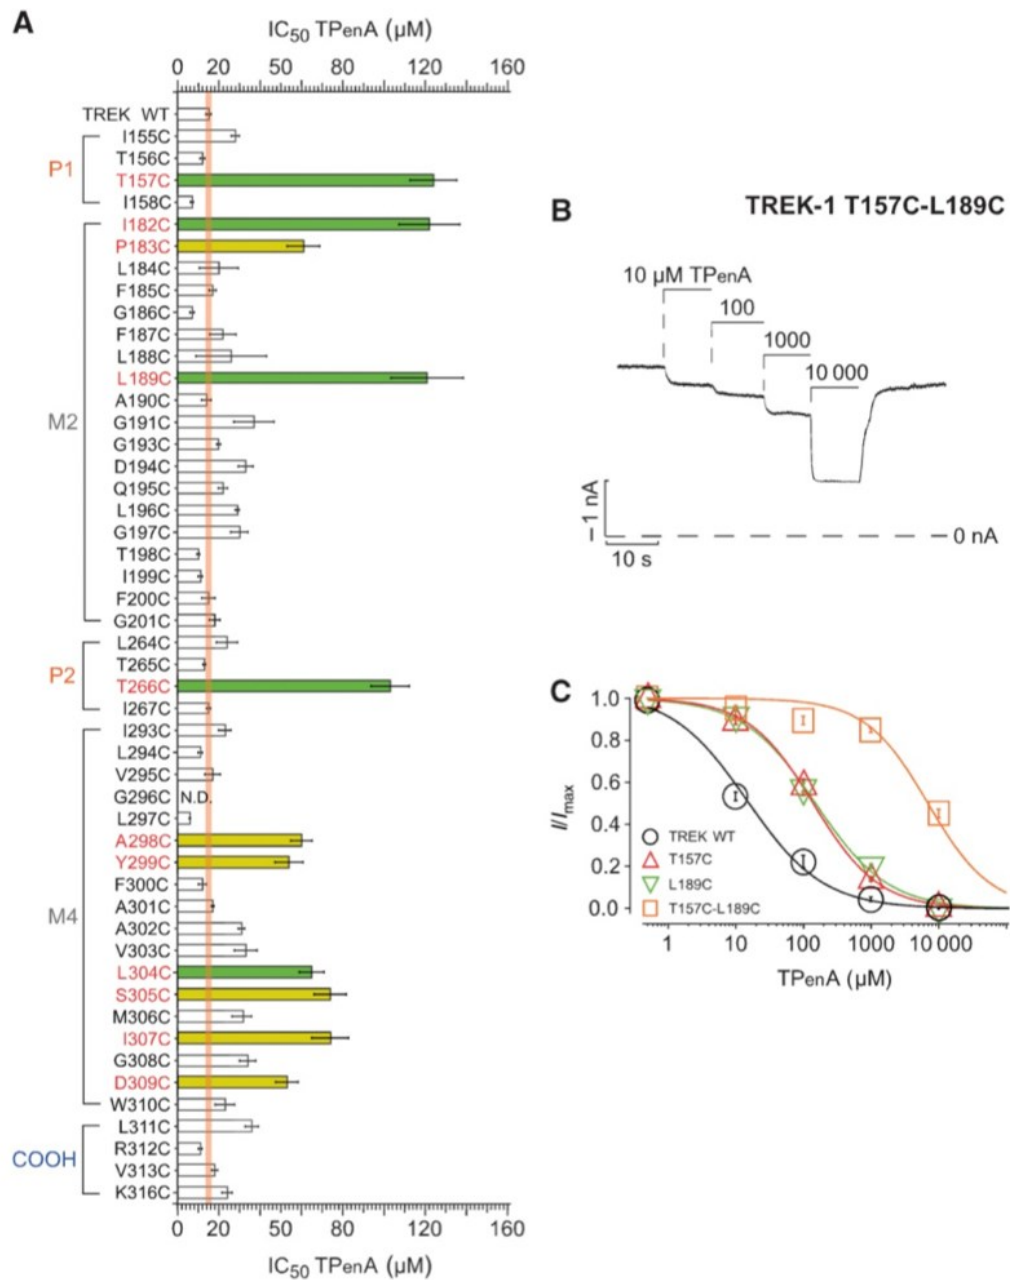 A
IC50 TPenA (µM)
0 20 50 80 120 160
TREK WT
I155C
T156C
P1
T157C
I158C
I182C
P183C
L184C
F185C
G186C
F187C
L188C
L189C
A190C
M2
G191C
G193C
D194C
Q195C
L196C
G197C
T198C
I199C
F200C
G201C
L264C
T265C
P2
T266C
I267C
I293C
L294C
V295C
G296C N.D.
L297C
A298C
Y299C
F300C
A301C
M4
A302C
V303C
L304C
S305C
M306C
I307C
G308C
D309C
W310C
L311C
R312C
COOH
V313C
K316C
0 20 50 80 120 160
IC50 TPenA (µM)
B
TREK-1 T157C-L189C
10 µM TPenA
100
1000
10 000
–1 nA
0 nA
10 s
C
1.0
0.8
0.6
0.4
0.2
0.0
I/Imax
TREK WT
T157C
L189C
T157C-L189C
1 10 100 1000 10 000
TPenA (µM)